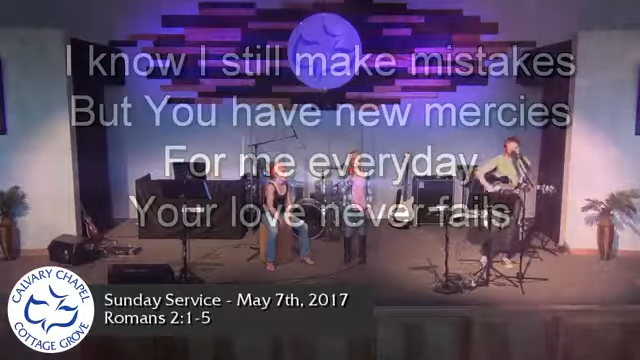 I know I still make mistakes
But You have new mercies
For me everyday
Your love never fails
CALVARY CHAPEL
COTTAGE GROVE
Sunday Service - May 7th, 2017
Romans 2:1-5